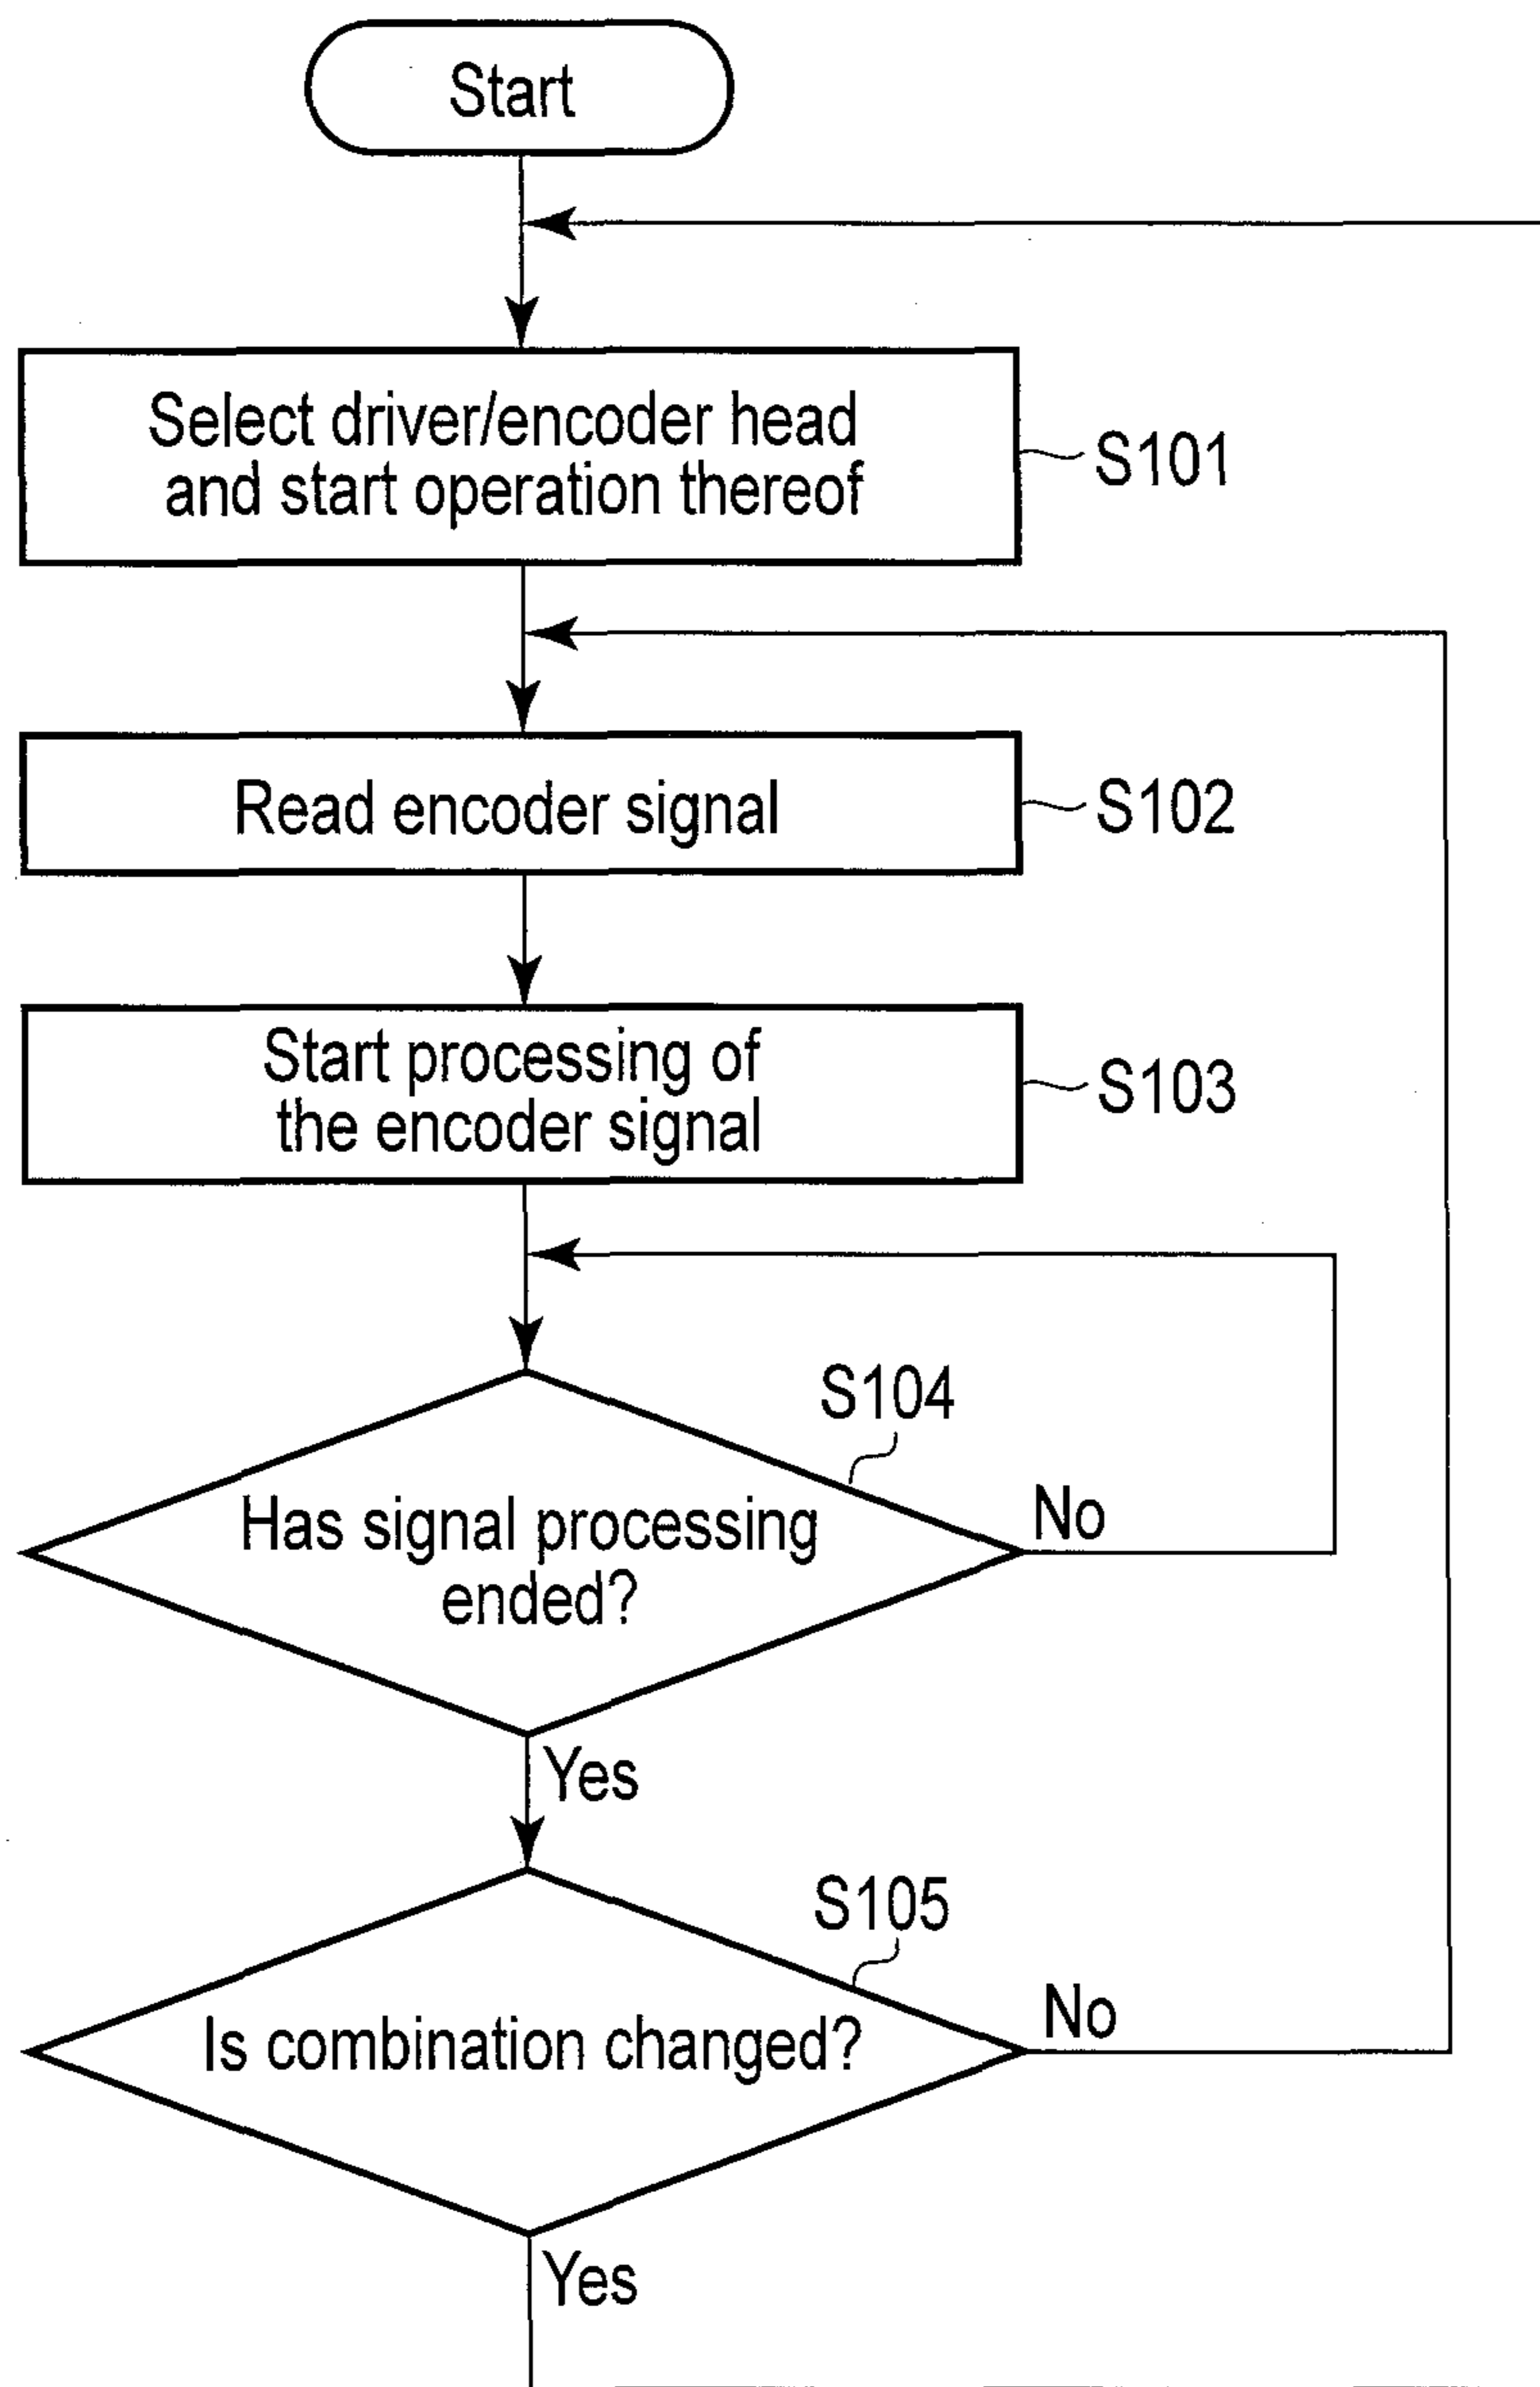 Start
Select driver/encoder head
and start operation thereof
S101
Read encoder signal
S102
Start processing of
the encoder signal
S103
S104
Has signal processing
ended?
No
Yes
S105
Is combination changed?
No
Yes